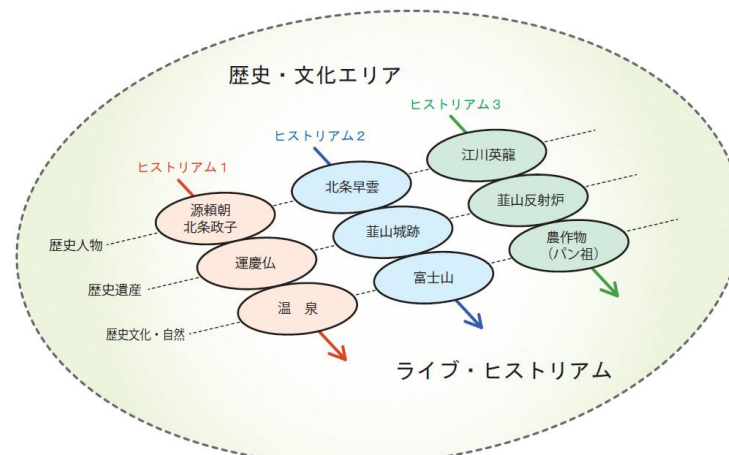 歴史・文化エリア
ヒストリアム３
ヒストリアム２
ヒストリアム１
江川英龍
北条早雲
源頼朝
北条政子
歴史人物
韮山反射炉
韮山城跡
運慶仏
歴史遺産
農作物
（パン祖）
富士山
温　泉
歴史文化・自然
ライブ・ヒストリアム